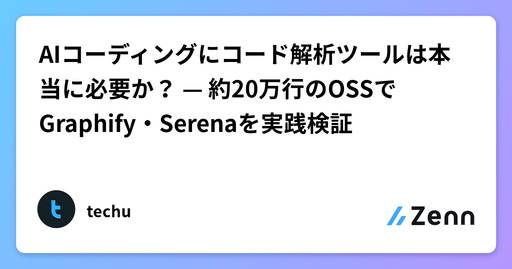 AIコーディングにコード解析ツールは本
当に必要か？ — 約20万行のOSSで
Graphify・Serenaを実践検証
techu
Zenn